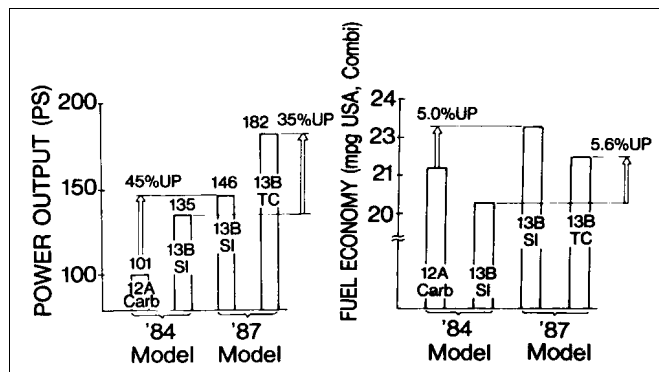 POWER OUTPUT (PS)
200
150
100
45%UP
101
12A
Carb
135
13B
SI
146
13B
SI
182
13B
TC
35%UP
'84
Model
'87
Model
FUEL ECONOMY (mpg USA, Combi)
24
23
21
20
5.0%UP
12A
Carb
13B
SI
13B
SI
13B
TC
5.6%UP
'84
Model
'87
Model